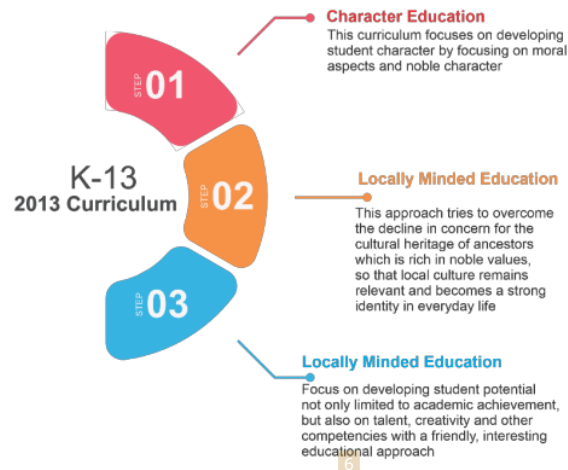 Character Education
This curriculum focuses on developing
student character by focusing on moral
aspects and noble character
STEP 01
K-13
2013 Curriculum
STEP 02
Locally Minded Education
This approach tries to overcome
the decline in concern for the
cultural heritage of ancestors
which is rich in noble values,
so that local culture remains
relevant and becomes a strong
identity in everyday life
STEP 03
Locally Minded Education
Focus on developing student potential
not only limited to academic achievement,
but also on talent, creativity and other
competencies with a friendly, interesting
educational approach
6